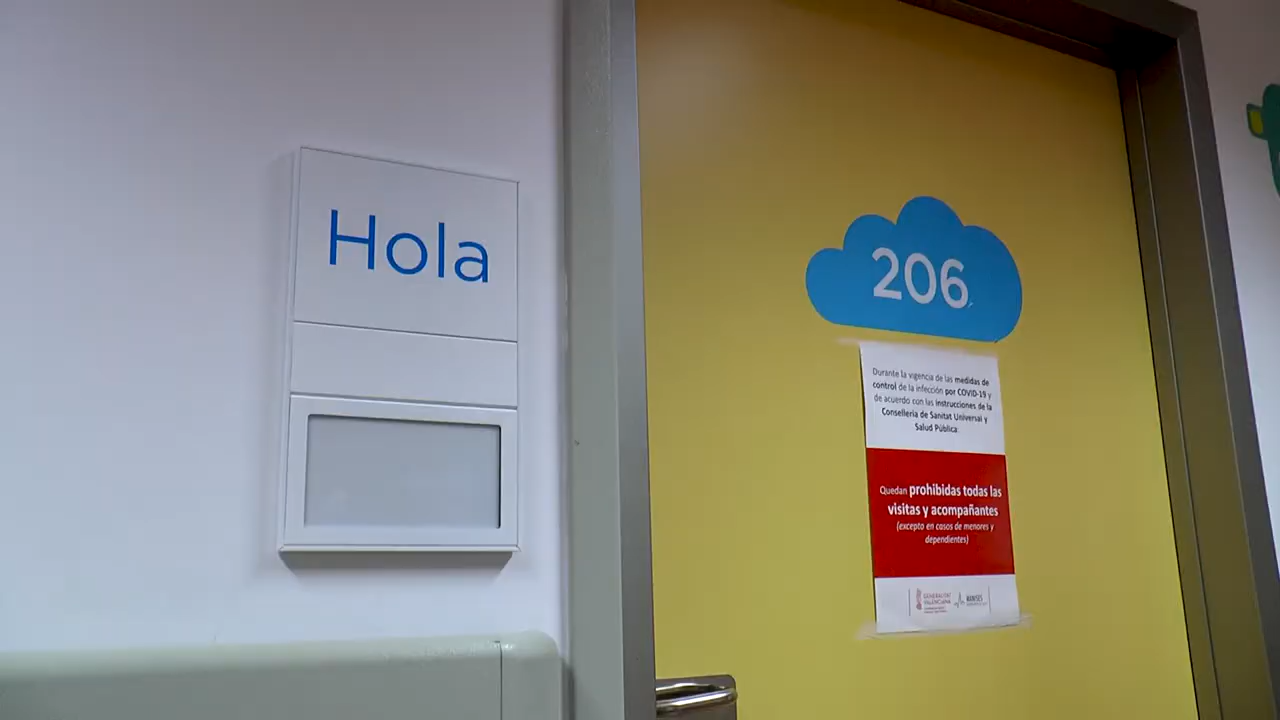 Hola
206
Durante la vigencia de las medidas de
control de la infección por COVID-19 y
de acuerdo con las instrucciones de la
Conselleria de Sanitat Universal y
Salud Pública:
Quedan prohibidas todas las
visitas y acompañantes
(excepto en casos de menores y
dependientes)
GENERALITAT
VALENCIANA
MANISES